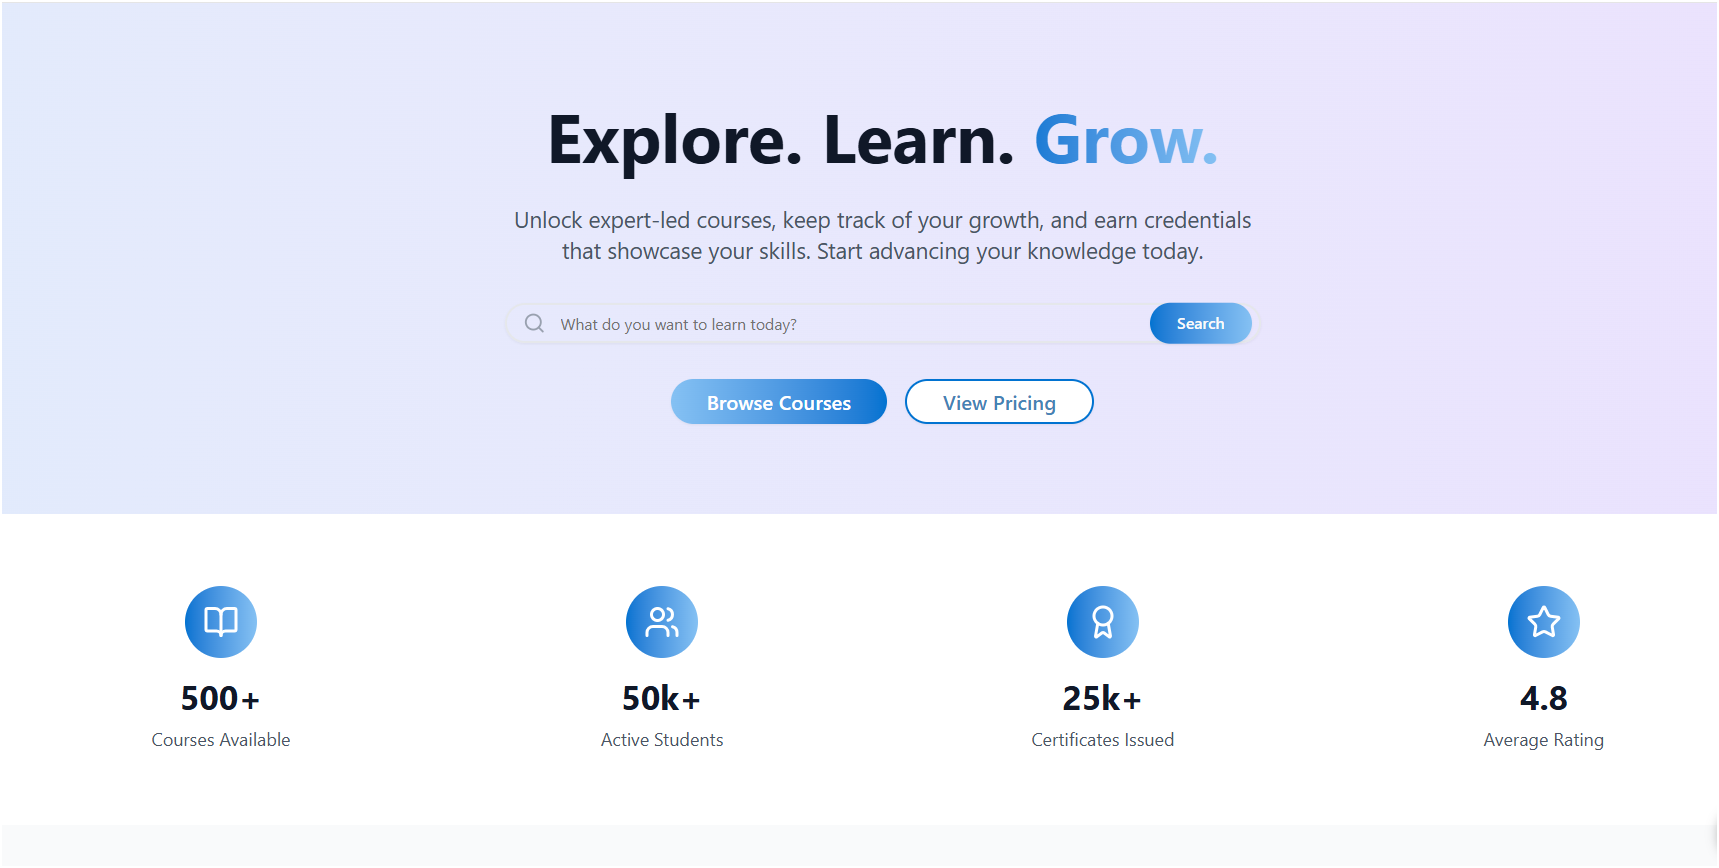 Explore. Learn. Grow.
Unlock expert-led courses, keep track of your growth, and earn credentials
that showcase your skills. Start advancing your knowledge today.
What do you want to learn today?
Search
Browse Courses
View Pricing
500+
Courses Available
50k+
Active Students
25k+
Certificates Issued
4.8
Average Rating